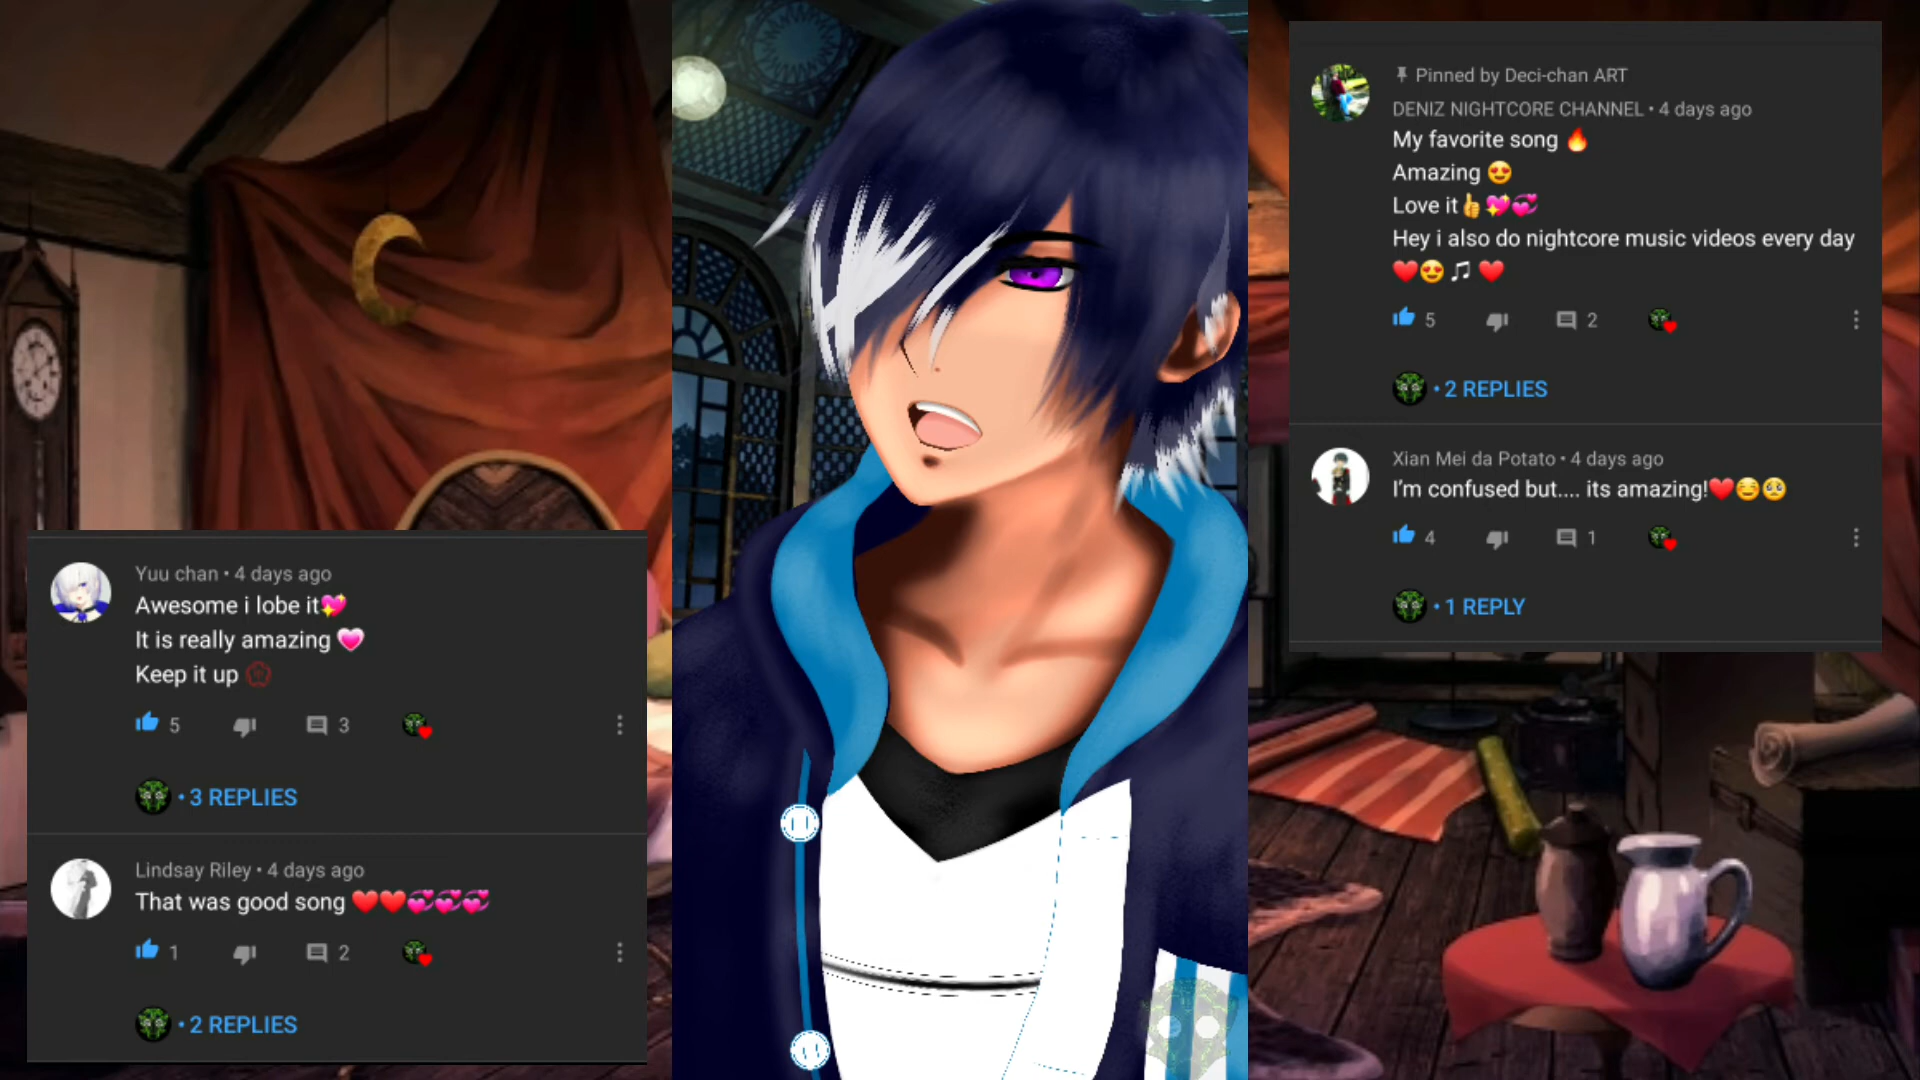 Yuu chan • 4 days ago
Awesome i lobe it💖
It is really amazing 💗
Keep it up 💮
5
3
• 3 REPLIES
Lindsay Riley • 4 days ago
That was good song ❤️❤️💞💞💞
1
2
• 2 REPLIES
Pinned by Deci-chan ART
DENIZ NIGHTCORE CHANNEL • 4 days ago
My favorite song 🔥
Amazing 😍
Love it👍💖💞
Hey i also do nightcore music videos every day
❤️😍🎵❤️
5
2
• 2 REPLIES
Xian Mei da Potato • 4 days ago
I'm confused but.... its amazing!❤️😂🥺
4
1
• 1 REPLY